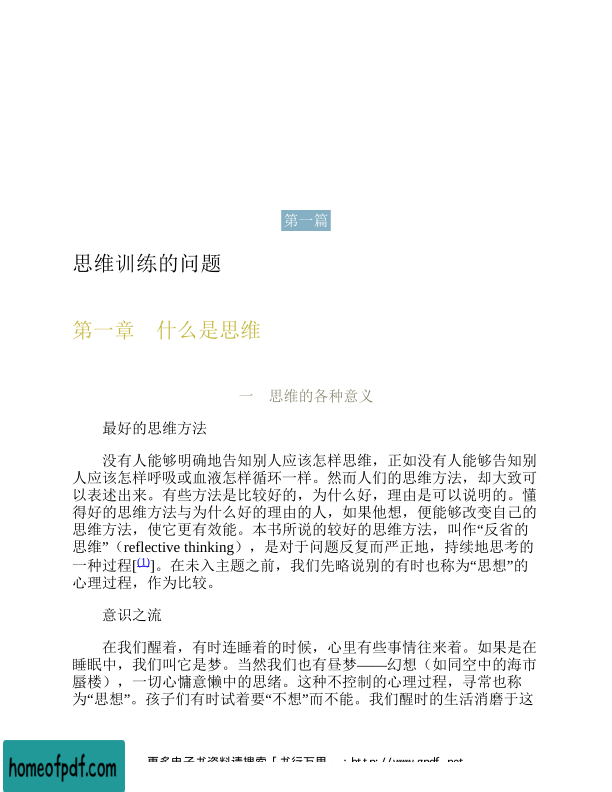 第一篇
思维训练的问题
第一章 什么是思维
一 思维的各种意义
最好的思维方法
没有人能够明确地告知别人应该怎样思维，正如没有人能够告知别
人应该怎样呼吸或血液怎样循环一样。然而人们的思维方法，却大致可
以表述出来。有些方法是比较好的，为什么好，理由是可以说明的。懂
得好的思维方法与为什么好的理由的人，如果他想，便能够改变自己的
思维方法，使它更有效能。本书所说的较好的思维方法，叫作“反省的
思维”（reflective thinking），是对于问题反复而严正地，持续地思考的
一种过程[(1)]。在未入主题之前，我们先略说别的有时也称为“思想”的
心理过程，作为比较。
意识之流
在我们醒着，有时连睡着的时候，心里有些事情往来着。如果是在
睡眠中，我们叫它是梦。当然我们也有昼梦——幻想（如同空中的海市
蜃楼），一切心慵意懒中的思绪。这种不控制的心理过程，寻常也称
为“思想”。孩子们有时试着要“不想”而不能。我们醒时的生活消磨于这
更多电子书资料请搜索「书行万里
homeofpdf.com